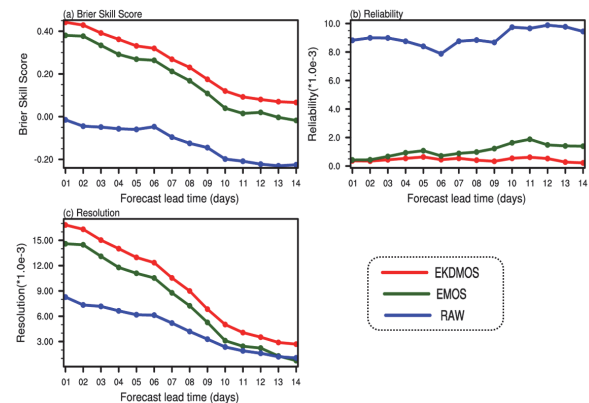 (a) Brier Skill Score
0.40
0.20
0.00
-0.20
Brier Skill Score
01 02 03 04 05 06 07 08 09 10 11 12 13 14
Forecast lead time (days)
(b) Reliability
10.0
8.0
6.0
4.0
2.0
0.0
Reliability(*1.0e-3)
01 02 03 04 05 06 07 08 09 10 11 12 13 14
Forecast lead time (days)
(c) Resolution
15.00
12.00
9.00
6.00
3.00
Resolution(*1.0e-3)
01 02 03 04 05 06 07 08 09 10 11 12 13 14
Forecast lead time (days)
EKDMOS
EMOS
RAW